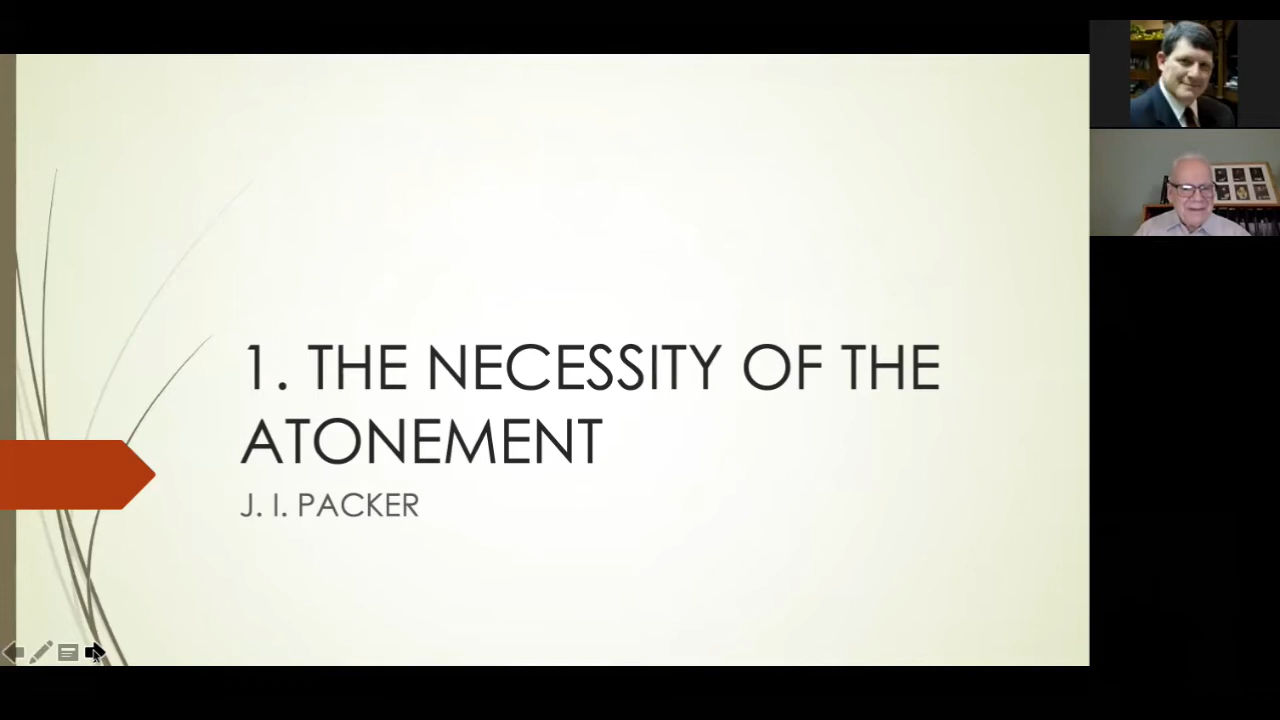 1. THE NECESSITY OF THE
ATONEMENT
J. I. PACKER